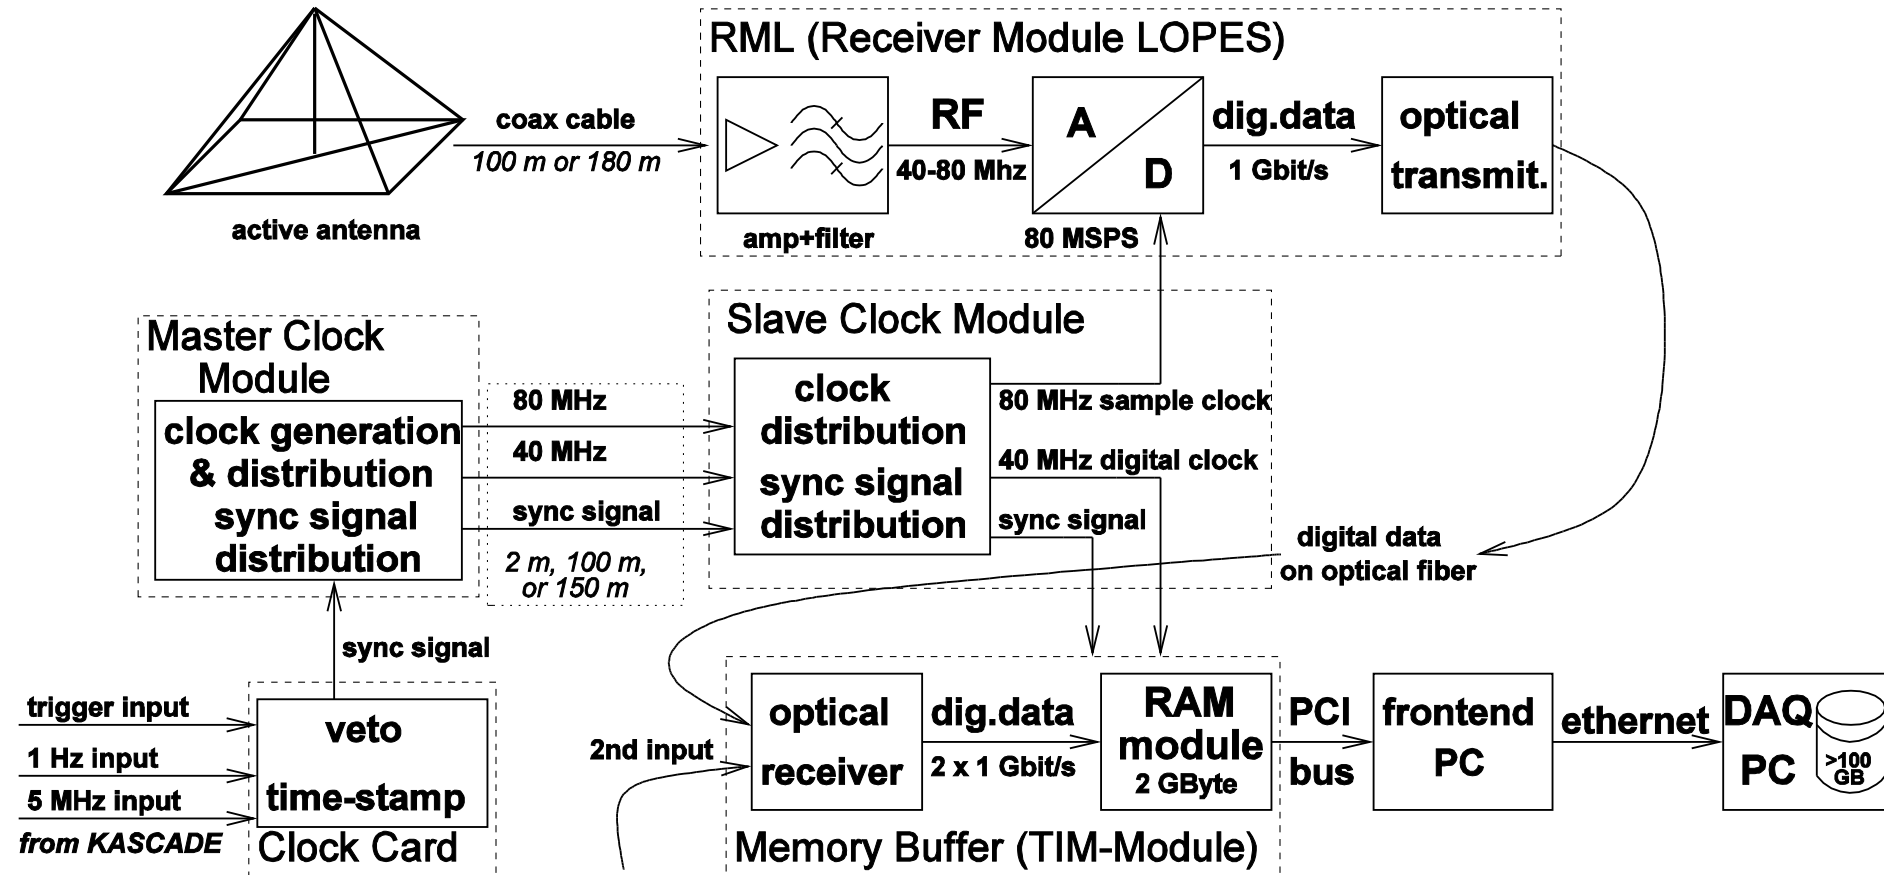 RML (Receiver Module LOPES)
coax cable
100 m or 180 m
active antenna
amp+filter
RF
40-80 Mhz
A
D
80 MSPS
dig.data
1 Gbit/s
optical
transmit.
Master Clock
Module
clock generation
& distribution
sync signal
distribution
80 MHz
40 MHz
sync signal
2 m, 100 m,
or 150 m
Slave Clock Module
clock
distribution
sync signal
distribution
80 MHz sample clock
40 MHz digital clock
sync signal
digital data
on optical fiber
sync signal
trigger input
1 Hz input
5 MHz input
from KASCADE
veto
time-stamp
Clock Card
2nd input
optical
receiver
dig.data
2 x 1 Gbit/s
RAM
module
2 GByte
Memory Buffer (TIM-Module)
PCI
bus
frontend
PC
ethernet
DAQ
PC
>100
GB